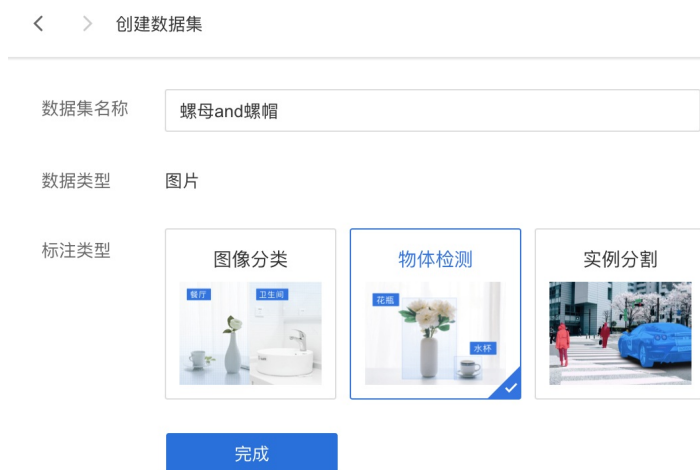 创建数据集
数据集名称
螺母and螺帽
数据类型
图片
标注类型
图像分类
物体检测
实例分割
餐厅
卫生间
花瓶
水杯
完成